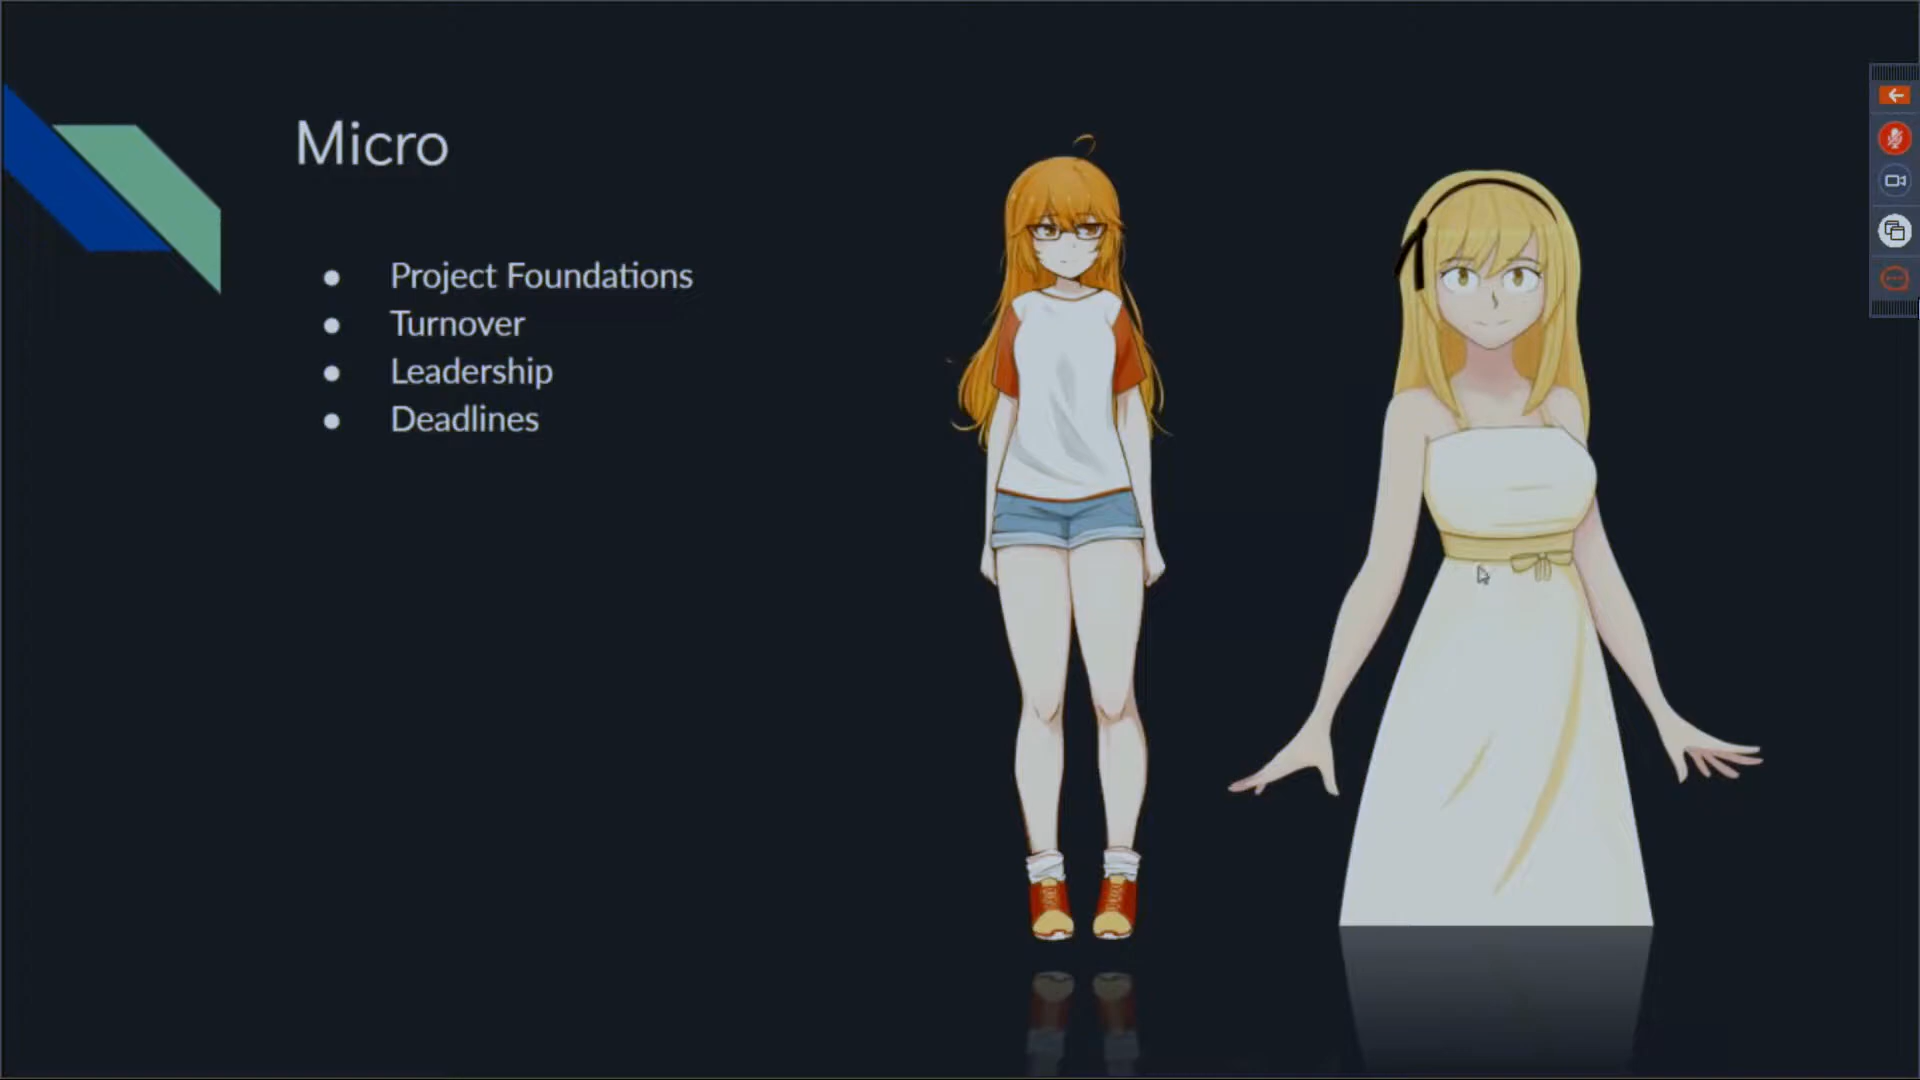 Micro
● Project Foundations
● Turnover
● Leadership
● Deadlines